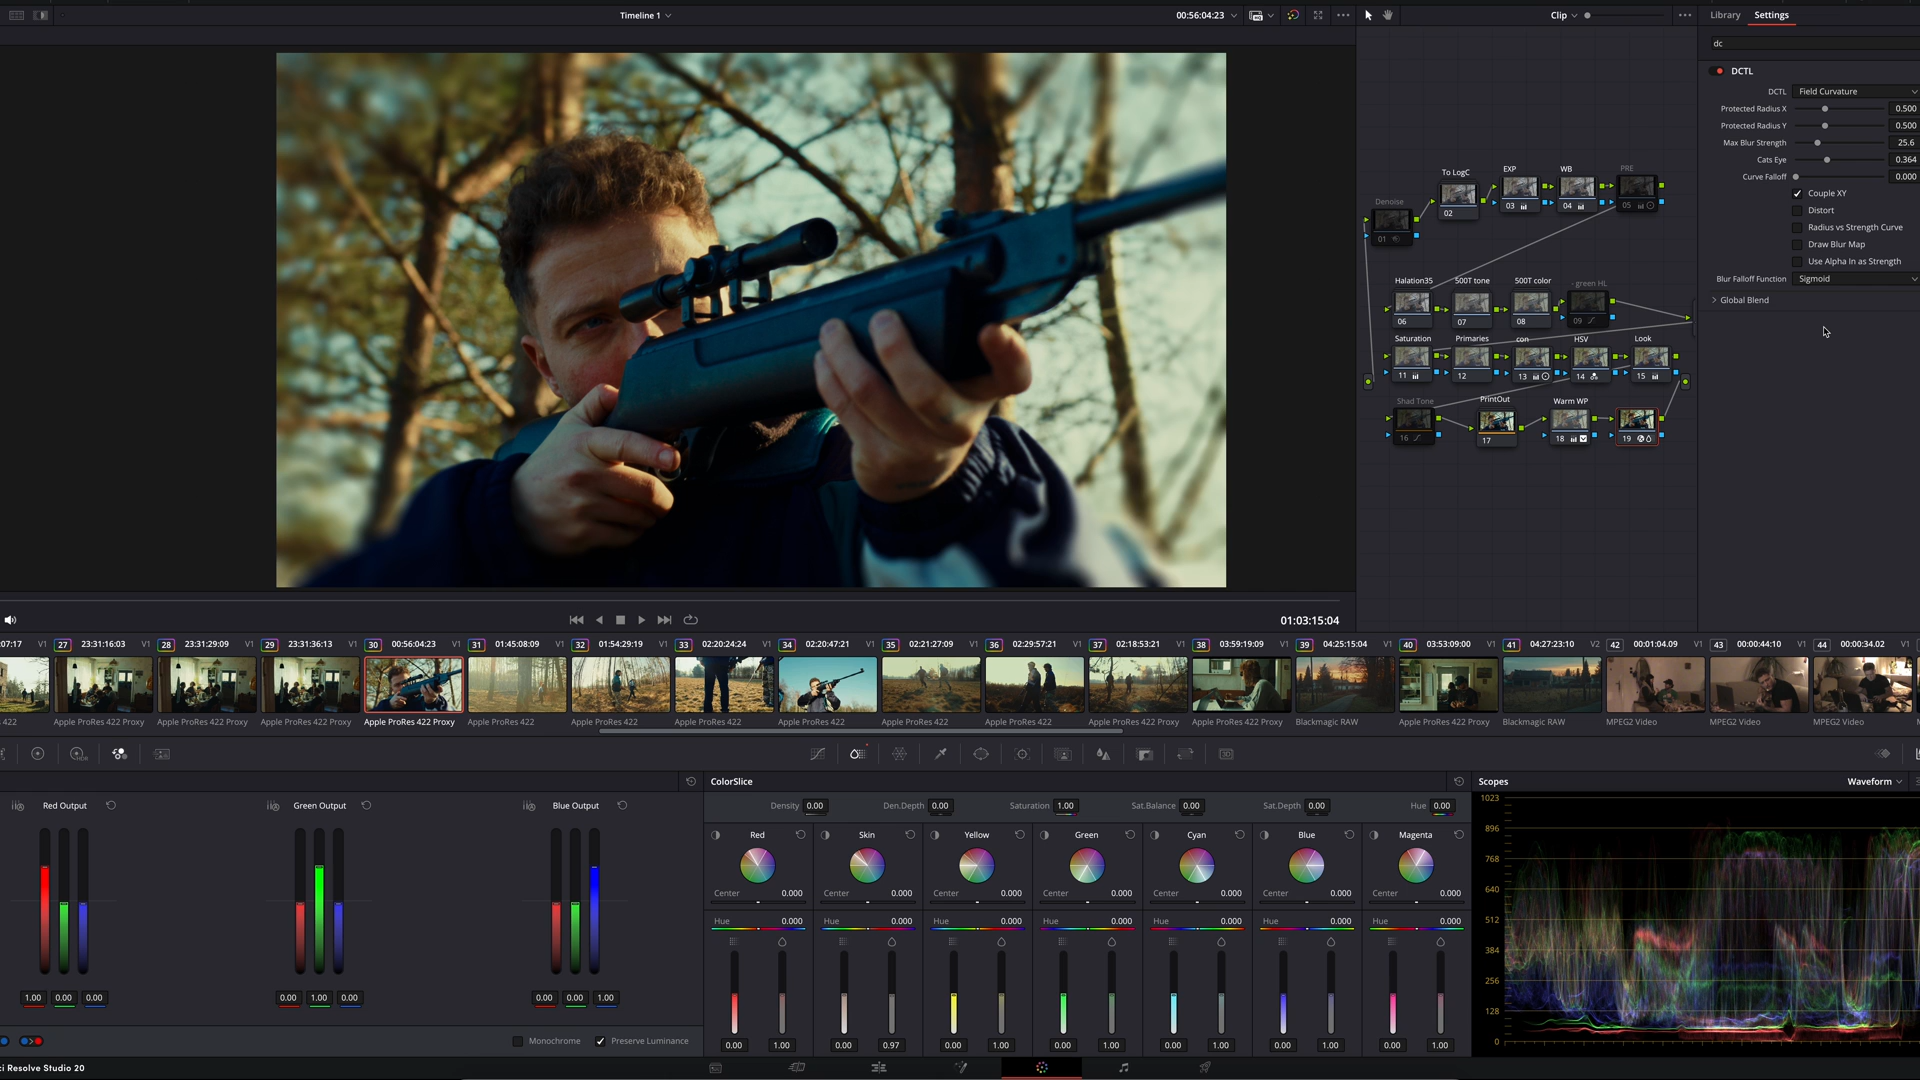 Timeline 1
00:56:04:23
Clip
Library
Settings
dc
DCTL
DCTL Field Curvature
Protected Radius X 0.500
Protected Radius Y 0.500
Max Blur Strength 25.6
Cats Eye 0.364
Curve Falloff 0.000
Couple XY
Distort
Radius vs Strength Curve
Draw Blur Map
Use Alpha In as Strength
Blur Falloff Function Sigmoid
Global Blend
Denoise
01
To LogC
02
EXP
03
WB
04
PRE
05
Halation35
06
500T tone
07
500T color
08
- green HL
09
Saturation
11
Primaries
12
con
13
HSV
14
Look
15
Shad Tone
16
PrintOut
17
Warm WP
18
19
01:03:15:04
07:17 V1
27 23:31:16:03 V1
28 23:31:29:09 V1
29 23:31:36:13 V1
30 00:56:04:23 V1
31 01:45:08:09 V1
32 01:54:29:19 V1
33 02:20:24:24 V1
34 02:20:47:21 V1
35 02:21:27:09 V1
36 02:29:57:21 V1
37 02:18:53:21 V1
38 03:59:19:09 V1
39 04:25:15:04 V1
40 03:53:09:00 V1
41 04:27:23:10 V2
42 00:01:04.09 V1
43 00:00:44:10 V1
44 00:00:34.02 V1
422
Apple ProRes 422 Proxy
Apple ProRes 422 Proxy
Apple ProRes 422 Proxy
Apple ProRes 422 Proxy
Apple ProRes 422
Apple ProRes 422
Apple ProRes 422
Apple ProRes 422
Apple ProRes 422
Apple ProRes 422
Apple ProRes 422 Proxy
Apple ProRes 422 Proxy
Blackmagic RAW
Apple ProRes 422 Proxy
Blackmagic RAW
MPEG2 Video
MPEG2 Video
MPEG2 Video
Red Output
Green Output
Blue Output
1.00 0.00 0.00
0.00 1.00 0.00
0.00 0.00 1.00
Monochrome
Preserve Luminance
ColorSlice
Density 0.00
Den.Depth 0.00
Saturation 1.00
Sat.Balance 0.00
Sat.Depth 0.00
Hue 0.00
Red
Skin
Yellow
Green
Cyan
Blue
Magenta
Center 0.000
Center 0.000
Center 0.000
Center 0.000
Center 0.000
Center 0.000
Center 0.000
Hue 0.000
Hue 0.000
Hue 0.000
Hue 0.000
Hue 0.000
Hue 0.000
Hue 0.000
0.00 1.00
0.00 0.97
0.00 1.00
0.00 1.00
0.00 1.00
0.00 1.00
0.00 1.00
Scopes
Waveform
1023
896
768
640
512
384
256
128
0
ci Resolve Studio 20